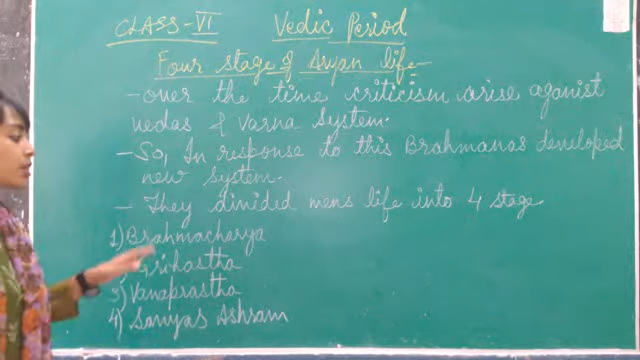 CLASS-VI Vedic Period
Four stage of Aryan life
- over the time criticism arise aganist
vedas & Varna System.
- So, In response to this Brahmanas developed
new system.
- They divided mens life into 4 stage.
1) Brahmacharya
Grihastha
3) Vanaprastha
4) Sanyas Ashram